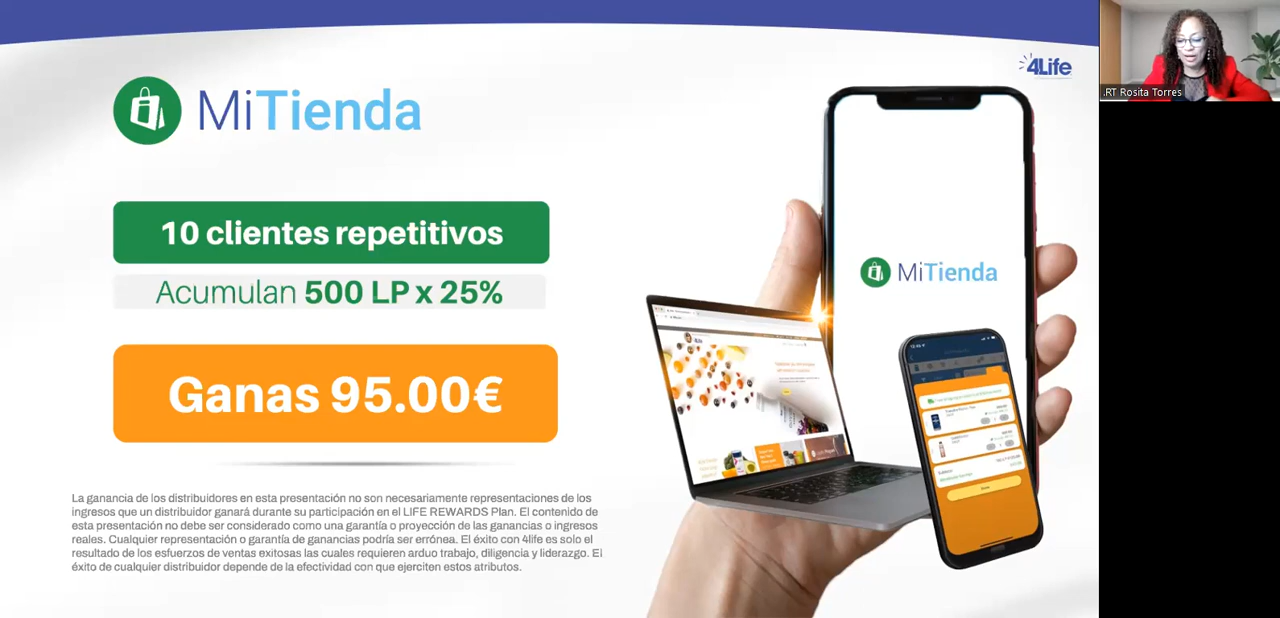 4Life
MiTienda
10 clientes repetitivos
Acumulan 500 LP x 25%
Ganas 95.00€
La ganancia de los distribuidores en esta presentación no son necesariamente representaciones de los
ingresos que un distribuidor ganará durante su participación en el LIFE REWARDS Plan. El contenido de
esta presentación no debe ser considerado como una garantía o proyección de las ganancias o ingresos
reales. Cualquier representación o garantía de ganancias podría ser errónea. El éxito con 4life es solo el
resultado de los esfuerzos de ventas exitosas las cuales requieren arduo trabajo, diligencia y liderazgo. El
éxito de cualquier distribuidor depende de la efectividad con que ejerciten estos atributos.
MiTienda
.RT Rosita Torres